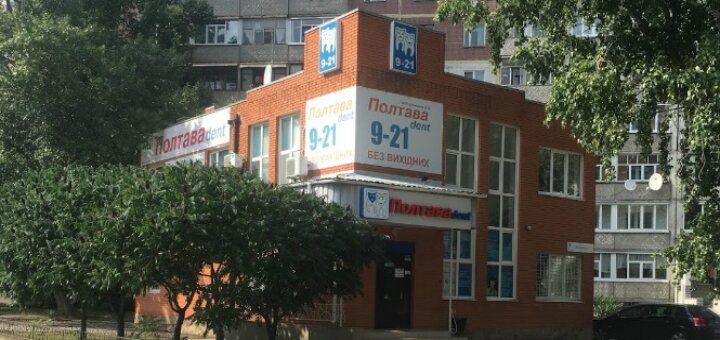 9-21
9-21
Полтава
dent
Полтава
dent
9-21
БЕЗ ВИХІДНИХ
Полтава
dent
9-21
БЕЗ ВИХІДНИХ
Полтава dent